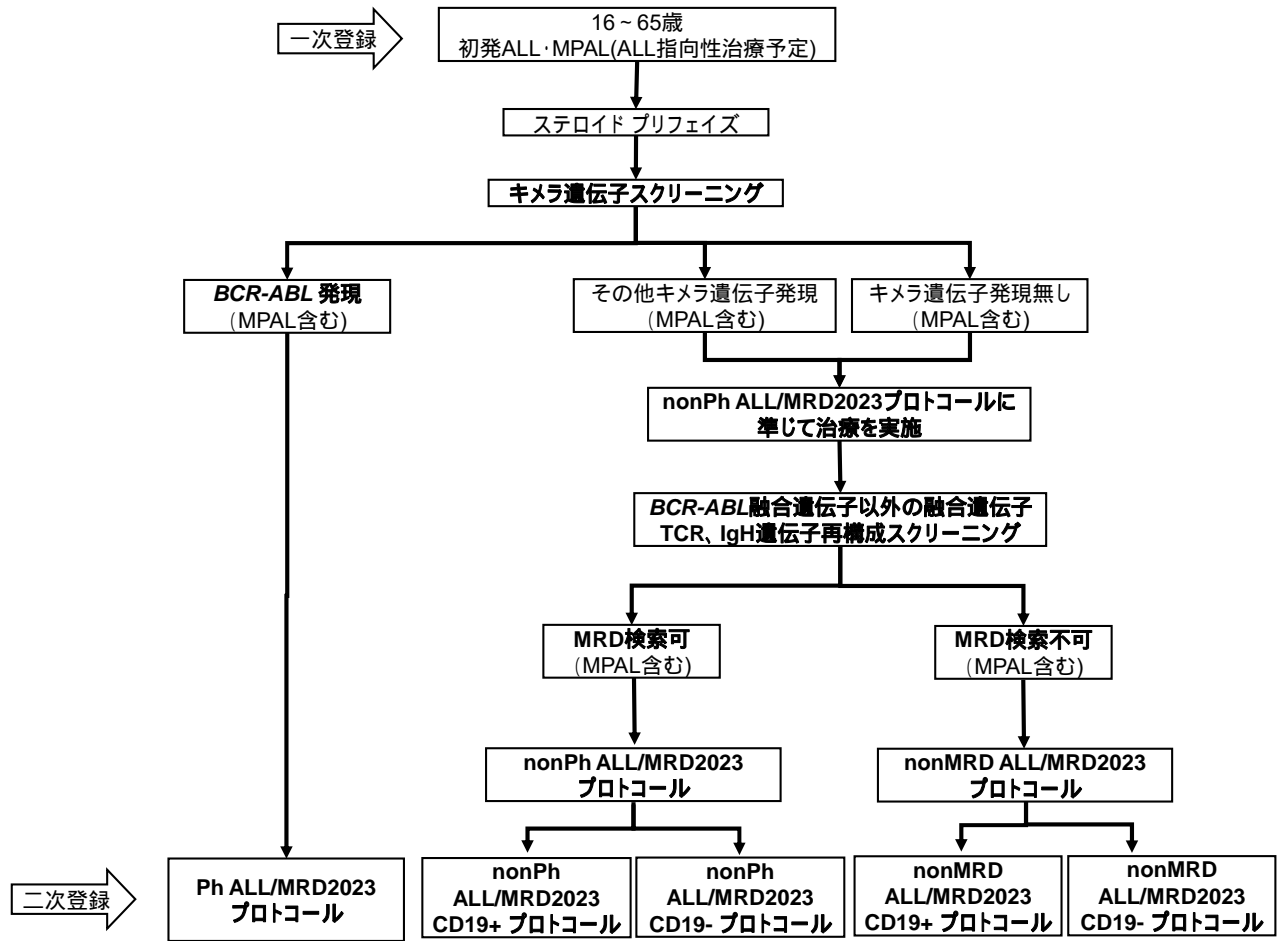 一次登録
16～65歳
初発ALL・MPAL(ALL指向性治療予定)
ステロイド プリフェイズ
キメラ遺伝子スクリーニング
BCR-ABL 発現
(MPAL含む)
その他キメラ遺伝子発現
(MPAL含む)
キメラ遺伝子発現無し
(MPAL含む)
nonPh ALL/MRD2023プロトコールに
準じて治療を実施
BCR-ABL融合遺伝子以外の融合遺伝子
TCR、IgH遺伝子再構成スクリーニング
MRD検索可
(MPAL含む)
MRD検索不可
(MPAL含む)
nonPh ALL/MRD2023
プロトコール
nonMRD ALL/MRD2023
プロトコール
二次登録
Ph ALL/MRD2023
プロトコール
nonPh
ALL/MRD2023
CD19+ プロトコール
nonPh
ALL/MRD2023
CD19- プロトコール
nonMRD
ALL/MRD2023
CD19+ プロトコール
nonMRD
ALL/MRD2023
CD19- プロトコール